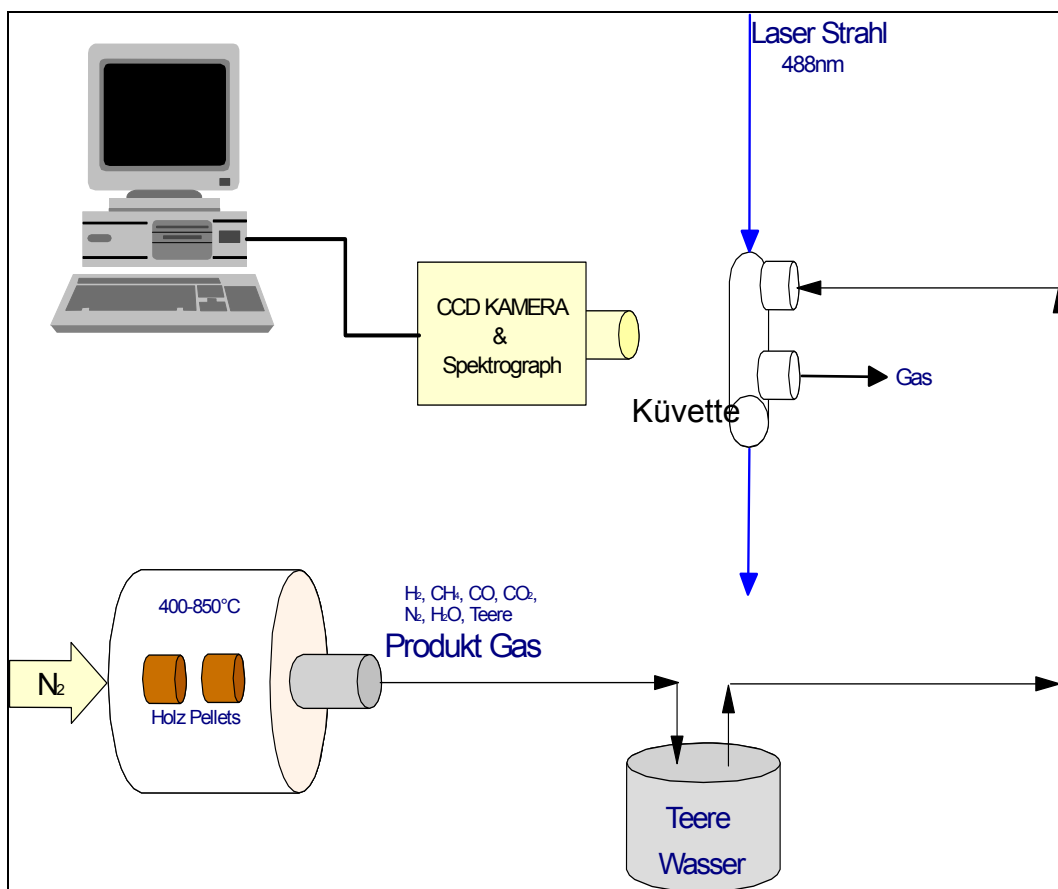 Laser Strahl
488nm
CCD KAMERA
&
Spektrograph
Gas
Küvette
400-850°C
H₂, CH₄, CO, CO₂,
N₂, H₂O, Teere
Produkt Gas
N₂
Holz Pellets
Teere
Wasser